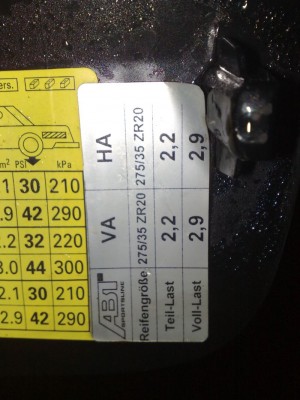 ers.
m² PSI kPa
.1 30 210
.9 42 290
2.2 32 220
3.0 44 300
2.1 30 210
2.9 42 290
ABT SPORTSLINE VA HA
Reifengröße 275/35 ZR20 275/35 ZR20
Teil-Last 2,2 2,2
Voll-Last 2,9 2,9